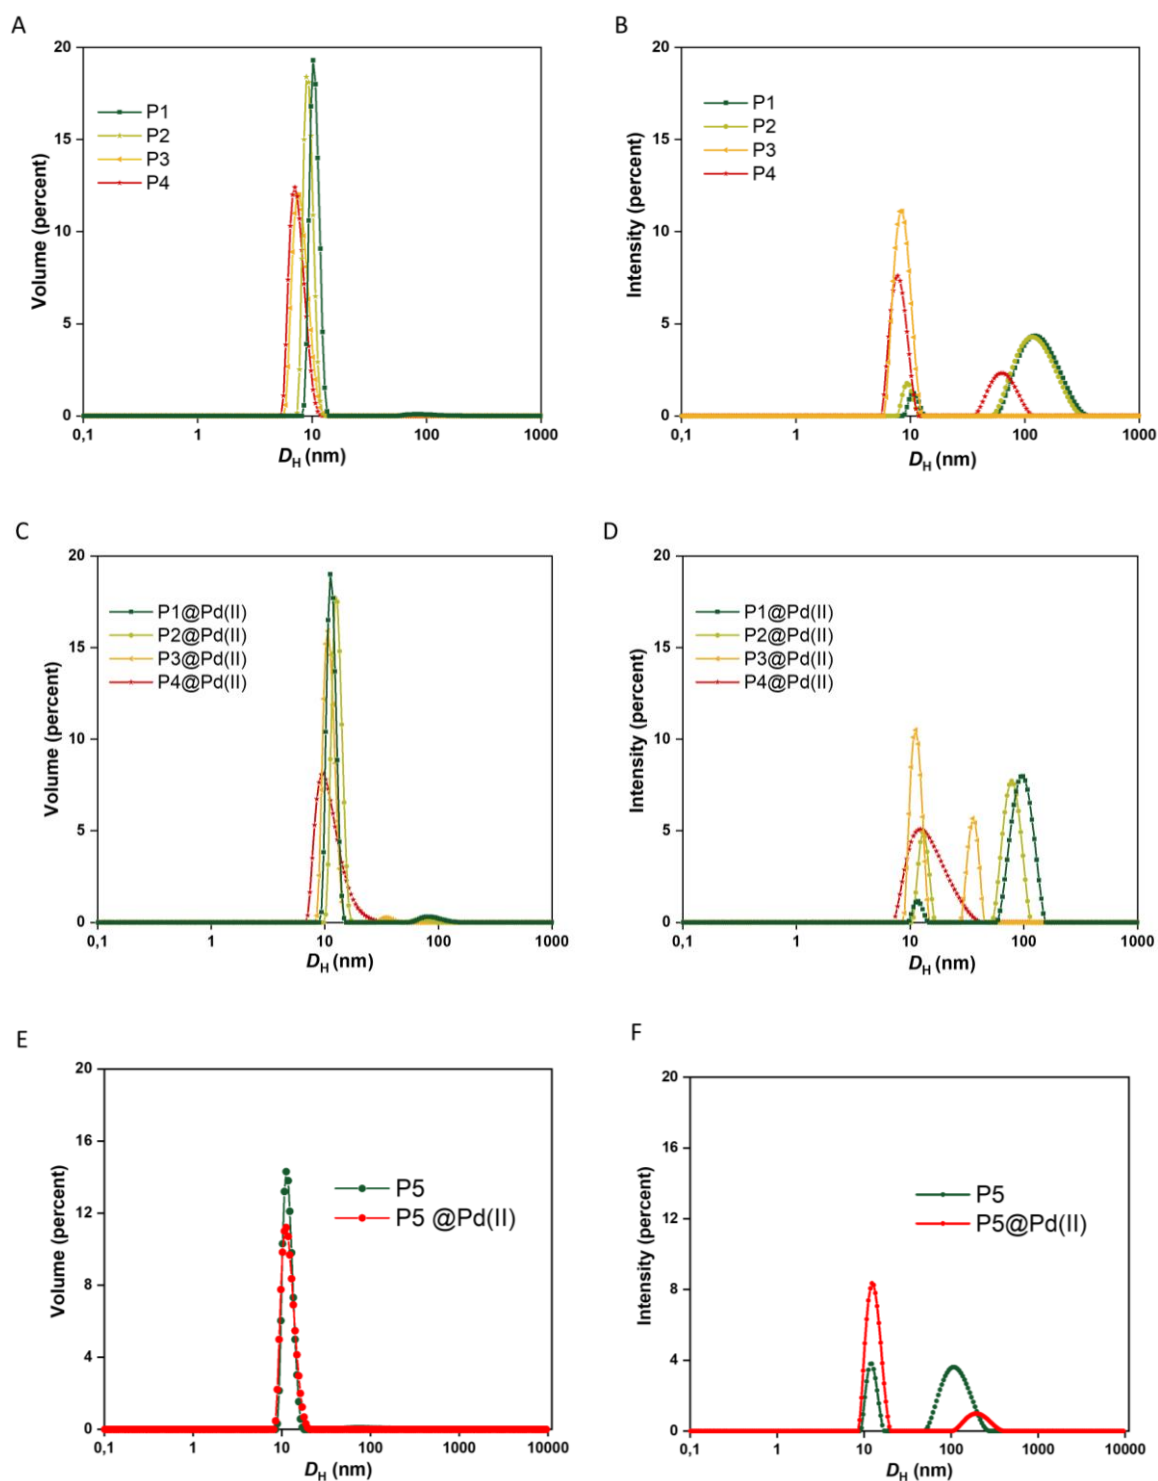 A
20
15
10
5
0
Volume (percent)
P1
P2
P3
P4
0,1
1
10
100
1000
D_H (nm)
B
20
15
10
5
0
Intensity (percent)
P1
P2
P3
P4
0,1
1
10
100
1000
D_H (nm)
C
20
15
10
5
0
Volume (percent)
P1@Pd(II)
P2@Pd(II)
P3@Pd(II)
P4@Pd(II)
0,1
1
10
100
1000
D_H (nm)
D
20
15
10
5
0
Intensity (percent)
P1@Pd(II)
P2@Pd(II)
P3@Pd(II)
P4@Pd(II)
0,1
1
10
100
1000
D_H (nm)
E
20
16
12
8
4
0
Volume (percent)
P5
P5 @Pd(II)
0,1
1
10
100
1000
10000
D_H (nm)
F
20
16
12
8
4
0
Intensity (percent)
P5
P5@Pd(II)
0,1
1
10
100
1000
10000
D_H (nm)